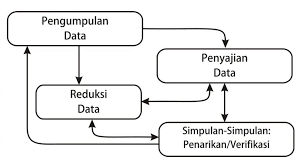 Pengumpulan
Data
Penyajian
Data
Reduksi
Data
Simpulan-Simpulan:
Penarikan/Verifikasi